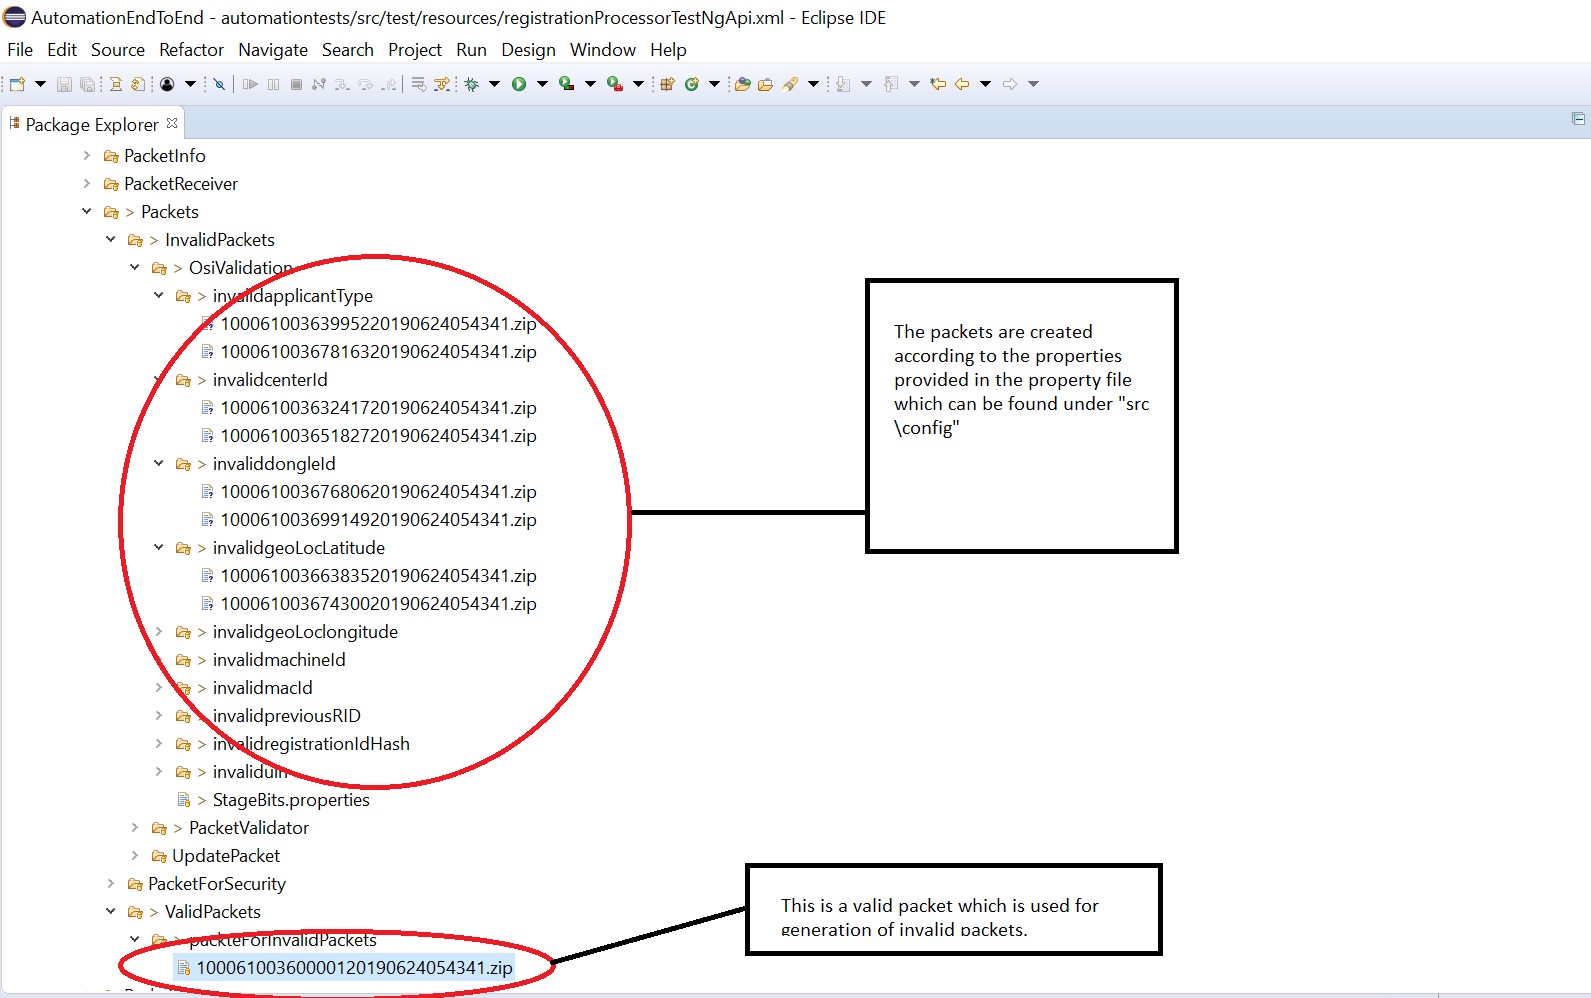 AutomationEndToEnd - automationtests/src/test/resources/registrationProcessorTestNgApi.xml - Eclipse IDE
File Edit Source Refactor Navigate Search Project Run Design Window Help
Package Explorer
PacketInfo
PacketReceiver
> Packets
> InvalidPackets
> OsiValidation
> invalidapplicantType
10006100363995220190624054341.zip
10006100367816320190624054341.zip
> invalidcenterId
10006100363241720190624054341.zip
10006100365182720190624054341.zip
> invaliddongleId
10006100367680620190624054341.zip
10006100369914920190624054341.zip
> invalidgeoLocLatitude
10006100366383520190624054341.zip
10006100367430020190624054341.zip
> invalidgeoLoclongitude
> invalidmachineId
> invalidmacId
> invalidpreviousRID
> invalidregistrationIdHash
> invaliduin
> StageBits.properties
> PacketValidator
UpdatePacket
PacketForSecurity
> ValidPackets
> packteForInvalidPackets
10006100360000120190624054341.zip
The packets are created
according to the properties
provided in the property file
which can be found under "src
\config"
This is a valid packet which is used for
generation of invalid packets.